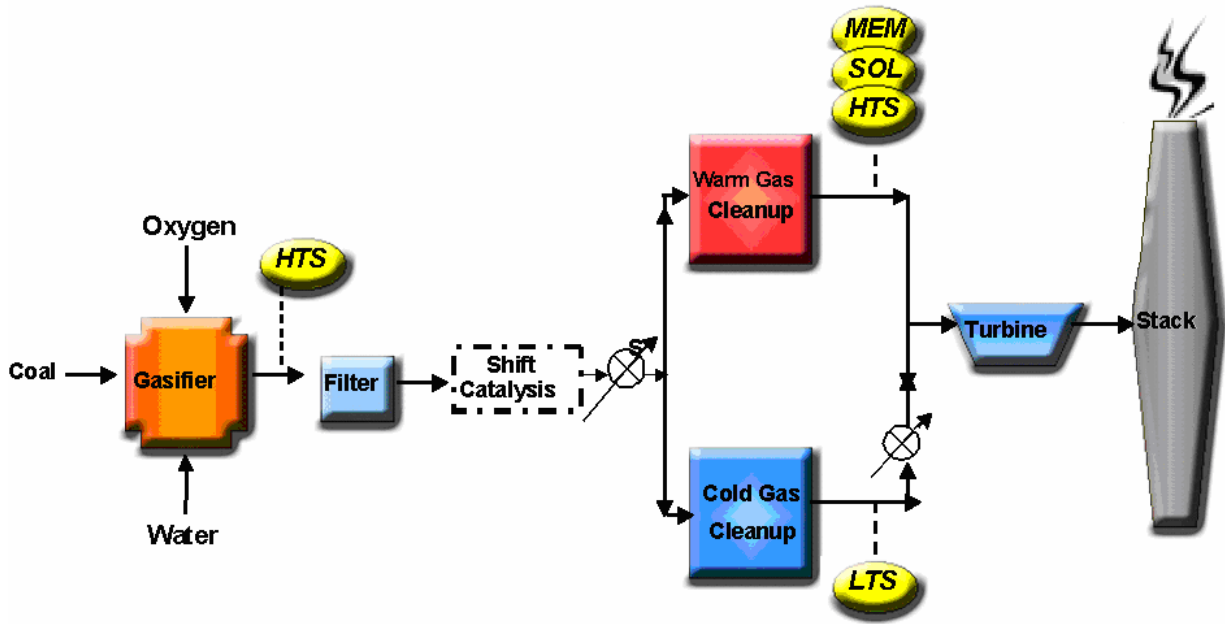 MEM
SOL
HTS
Warm Gas
Cleanup
Oxygen
HTS
Coal
Gasifier
Filter
Shift
Catalysis
S
Turbine
Stack
Water
Cold Gas
Cleanup
LTS